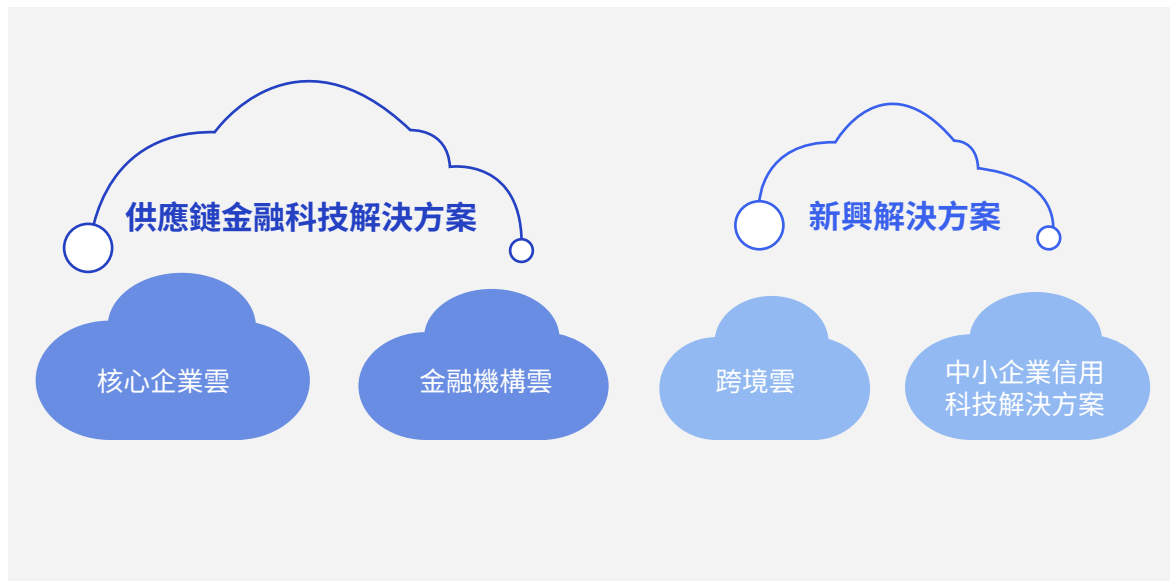 供應鏈金融科技解決方案
新興解決方案
核心企業雲
金融機構雲
跨境雲
中小企業信用
科技解決方案